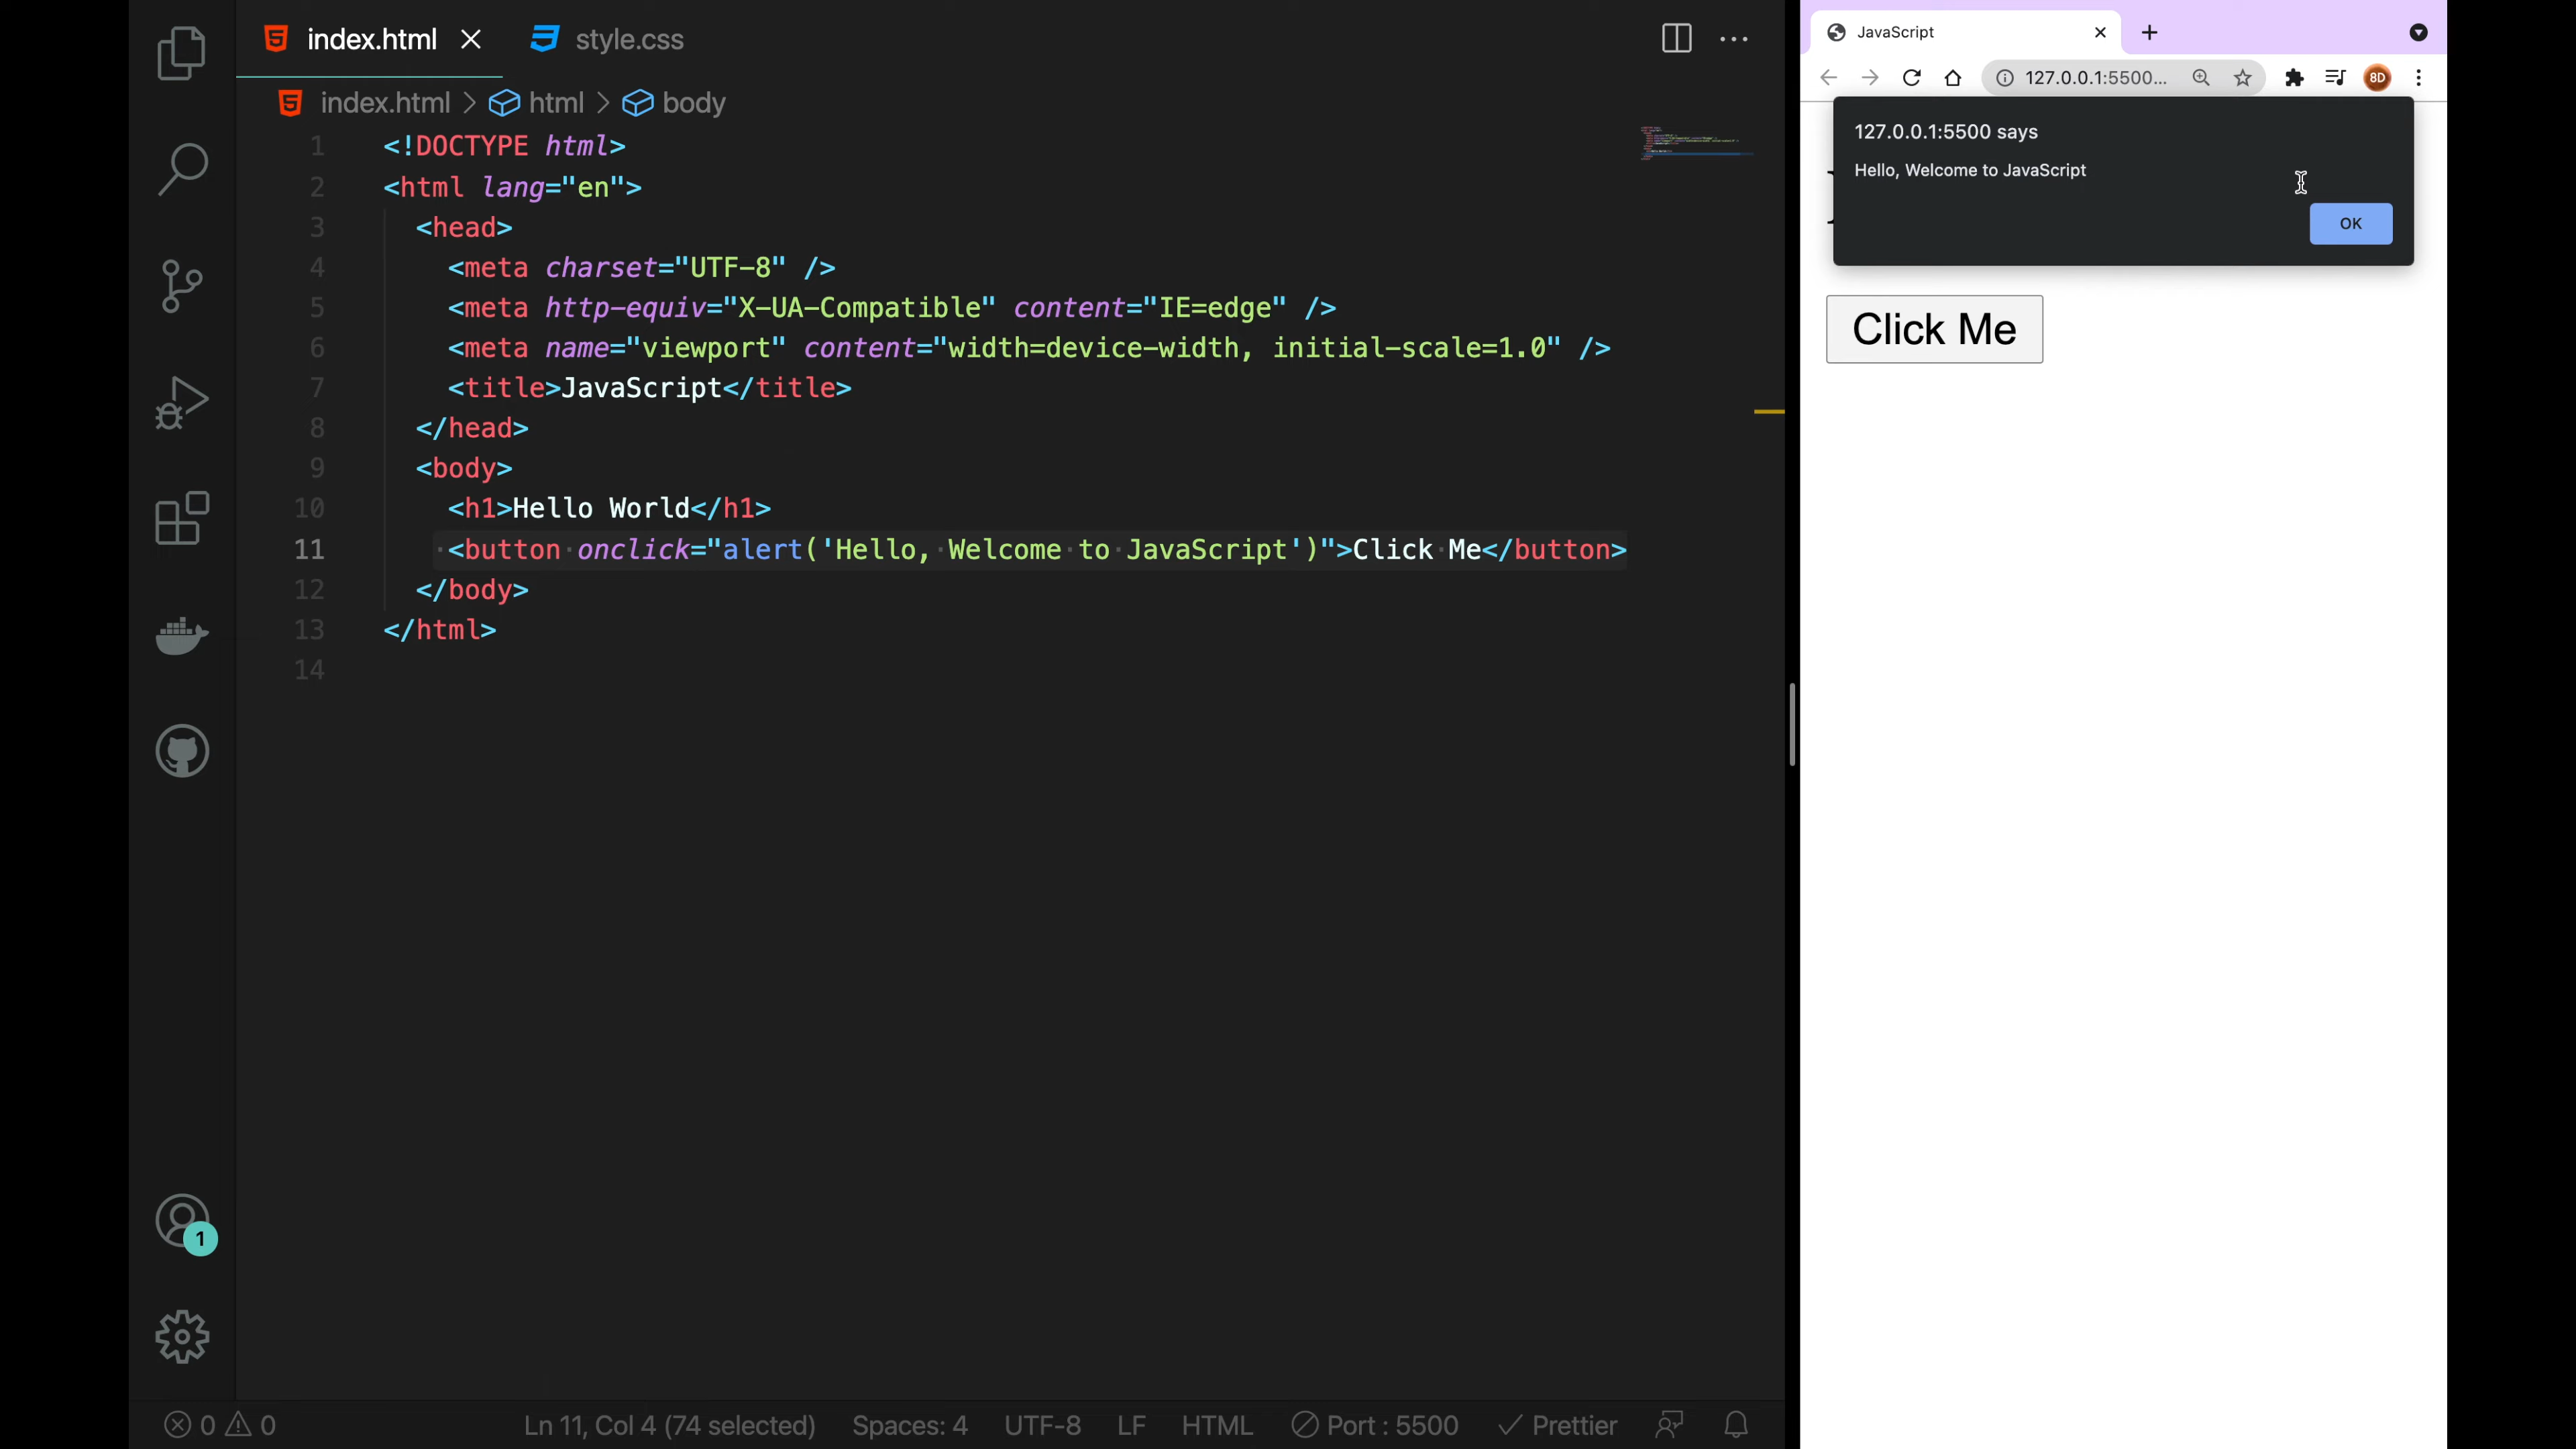 index.html
style.css
index.html > html > body
1 <!DOCTYPE html>
2 <html lang="en">
3 <head>
4 <meta charset="UTF-8" />
5 <meta http-equiv="X-UA-Compatible" content="IE=edge" />
6 <meta name="viewport" content="width=device-width, initial-scale=1.0" />
7 <title>JavaScript</title>
8 </head>
9 <body>
10 <h1>Hello World</h1>
11 <button onclick="alert('Hello, Welcome to JavaScript')">Click Me</button>
12 </body>
13 </html>
14
1
0 0
Ln 11, Col 4 (74 selected)
Spaces: 4
UTF-8
LF
HTML
Port : 5500
Prettier
JavaScript
127.0.0.1:5500...
8D
127.0.0.1:5500 says
Hello, Welcome to JavaScript
OK
Click Me